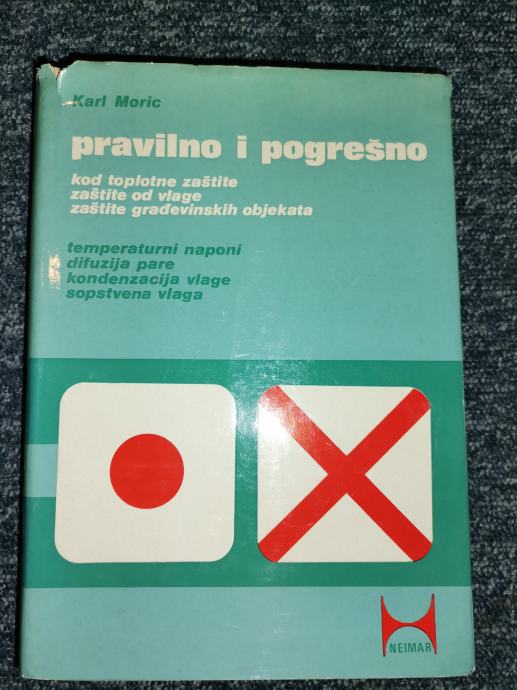 Karl Moric
pravilno i pogrešno
kod toplotne zaštite
zaštite od vlage
zaštite građevinskih objekata
temperaturni naponi
difuzija pare
kondenzacija vlage
sopstvena vlaga
NEIMAR